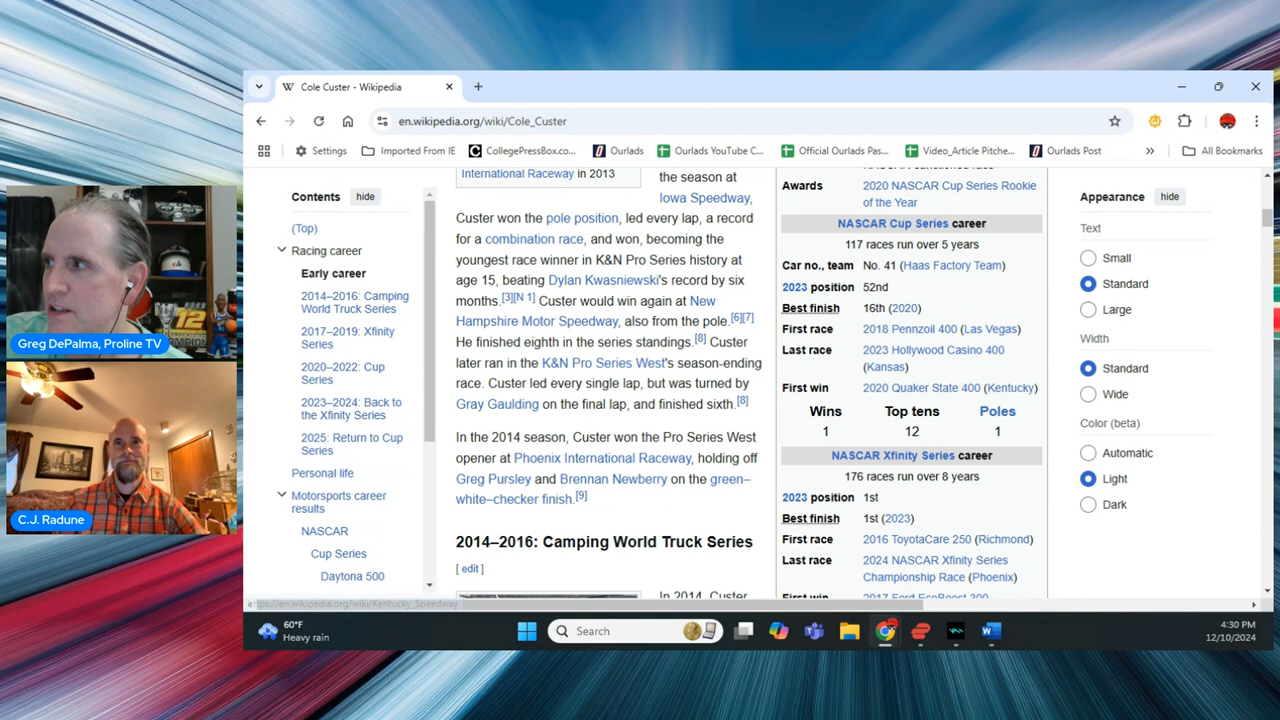 Greg DePalma, Proline TV
C.J. Radune
12
Cole Custer - Wikipedia
en.wikipedia.org/wiki/Cole_Custer
Settings
Imported From IE
CollegePressBox.co...
Ourlads
Ourlads YouTube C...
Official Ourlads Pas...
Video_Article Pitche...
Ourlads Post
All Bookmarks
Contents
hide
(Top)
Racing career
Early career
2014–2016: Camping
World Truck Series
2017–2019: Xfinity
Series
2020–2022: Cup
Series
2023–2024: Back to
the Xfinity Series
2025: Return to Cup
Series
Personal life
Motorsports career
results
NASCAR
Cup Series
Daytona 500
International Raceway in 2013
the season at
Iowa Speedway,
Custer won the pole position, led every lap, a record
for a combination race, and won, becoming the
youngest race winner in K&N Pro Series history at
age 15, beating Dylan Kwasniewski's record by six
months.[3][N 1] Custer would win again at New
Hampshire Motor Speedway, also from the pole.[6][7]
He finished eighth in the series standings.[8] Custer
later ran in the K&N Pro Series West's season-ending
race. Custer led every single lap, but was turned by
Gray Gaulding on the final lap, and finished sixth.[8]
In the 2014 season, Custer won the Pro Series West
opener at Phoenix International Raceway, holding off
Greg Pursley and Brennan Newberry on the green–
white–checker finish.[9]
2014–2016: Camping World Truck Series
[ edit ]
In 2014, Custer
Awards
2020 NASCAR Cup Series Rookie
of the Year
NASCAR Cup Series career
117 races run over 5 years
Car no., team No. 41 (Haas Factory Team)
2023 position 52nd
Best finish 16th (2020)
First race 2018 Pennzoil 400 (Las Vegas)
Last race 2023 Hollywood Casino 400
(Kansas)
First win 2020 Quaker State 400 (Kentucky)
Wins Top tens Poles
1 12 1
NASCAR Xfinity Series career
176 races run over 8 years
2023 position 1st
Best finish 1st (2023)
First race 2016 ToyotaCare 250 (Richmond)
Last race 2024 NASCAR Xfinity Series
Championship Race (Phoenix)
First win 2017 Ford EcoBoost 300
Appearance
hide
Text
Small
Standard
Large
Width
Standard
Wide
Color (beta)
Automatic
Light
Dark
https://en.wikipedia.org/wiki/Kentucky_Speedway
60°F
Heavy rain
Search
4:30 PM
12/10/2024